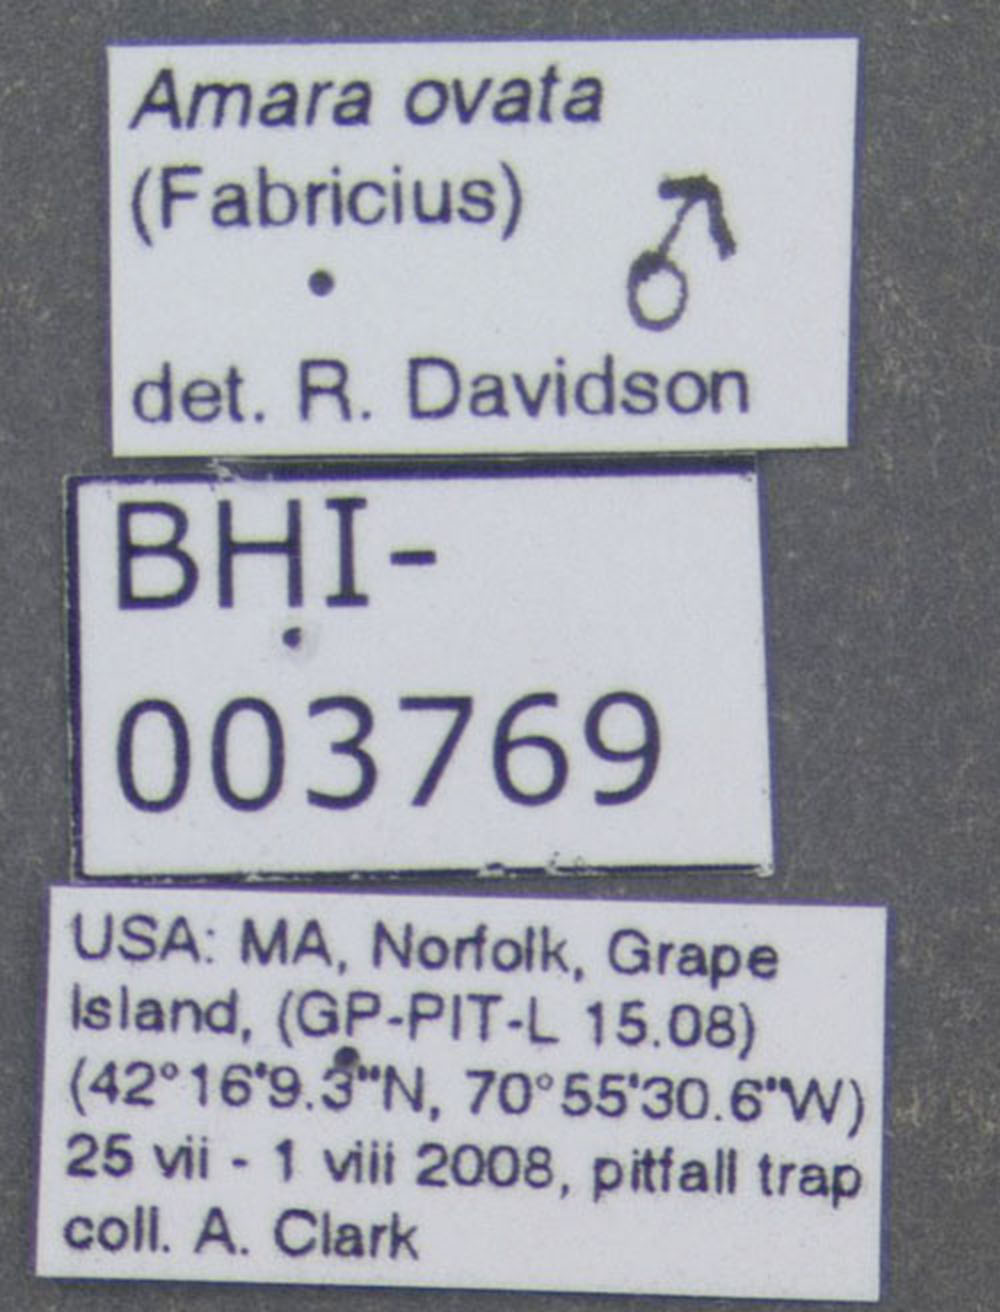 Amara ovata
(Fabricius)
♂
det. R. Davidson
BHI-
003769
USA: MA, Norfolk, Grape
Island, (GP-PIT-L 15.08)
(42°16'9.3"N, 70°55'30.6"W)
25 vii - 1 viii 2008, pitfall trap
coll. A. Clark